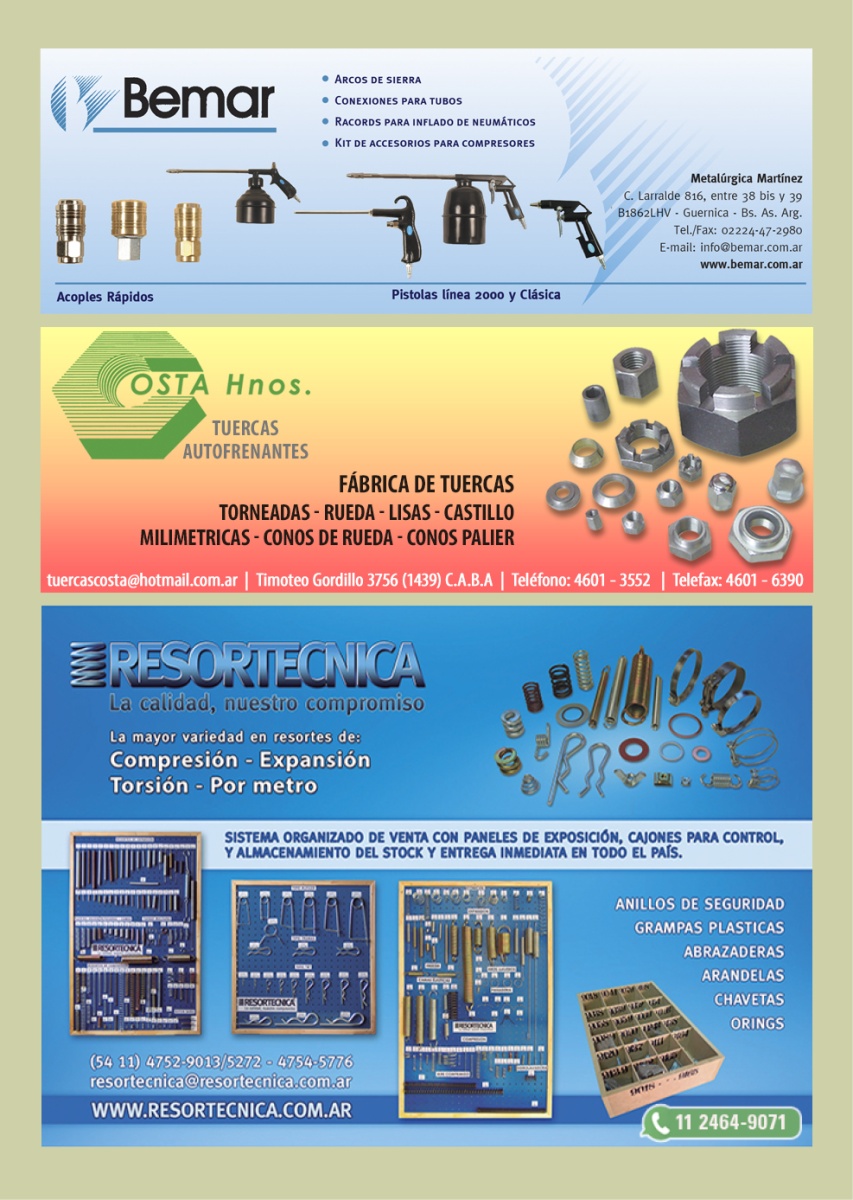 Bemar
ARCOS DE SIERRA
CONEXIONES PARA TUBOS
RACORDS PARA INFLADO DE NEUMÁTICOS
KIT DE ACCESORIOS PARA COMPRESORES
Metalúrgica Martínez
C. Larralde 816, entre 38 bis y 39
B1862LHV - Guernica - Bs. As. Arg.
Tel./Fax: 02224-47-2980
E-mail: info@bemar.com.ar
www.bemar.com.ar
Acoples Rápidos
Pistolas línea 2000 y Clásica
COSTA Hnos.
TUERCAS
AUTOFRENANTES
FÁBRICA DE TUERCAS
TORNEADAS - RUEDA - LISAS - CASTILLO
MILIMETRICAS - CONOS DE RUEDA - CONOS PALIER
tuercascosta@hotmail.com.ar | Timoteo Gordillo 3756 (1439) C.A.B.A | Teléfono: 4601 - 3552 | Telefax: 4601 - 6390
RESORTECNICA
La calidad, nuestro compromiso
La mayor variedad en resortes de:
Compresión - Expansión
Torsión - Por metro
SISTEMA ORGANIZADO DE VENTA CON PANELES DE EXPOSICIÓN, CAJONES PARA CONTROL,
Y ALMACENAMIENTO DEL STOCK Y ENTREGA INMEDIATA EN TODO EL PAÍS.
RESORTECNICA
RESORTECNICA
RESORTECNICA
ANILLOS DE SEGURIDAD
GRAMPAS PLASTICAS
ABRAZADERAS
ARANDELAS
CHAVETAS
ORINGS
(54 11) 4752-9013/5272 - 4754-5776
resortecnica@resortecnica.com.ar
WWW.RESORTECNICA.COM.AR
11 2464-9071